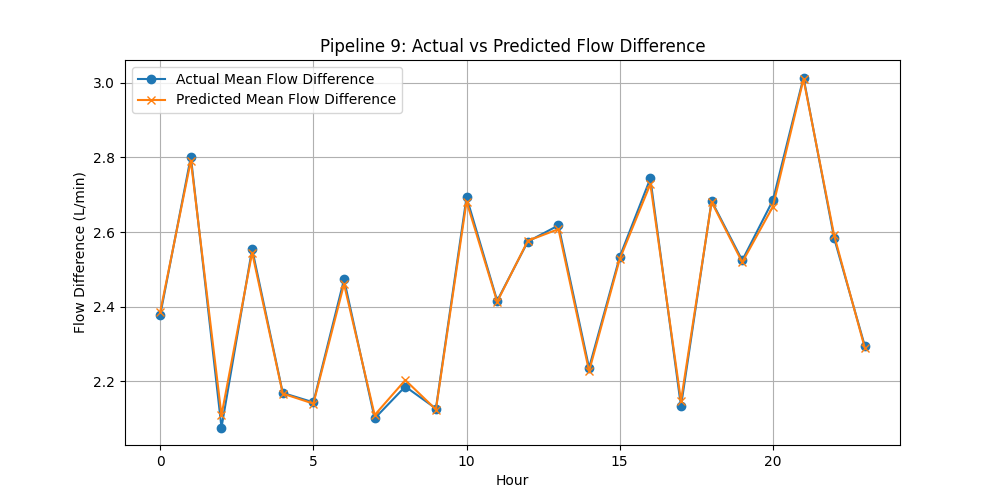 Pipeline 9: Actual vs Predicted Flow Difference
Actual Mean Flow Difference
Predicted Mean Flow Difference
Flow Difference (L/min)
3.0
2.8
2.6
2.4
2.2
0
5
10
15
20
Hour